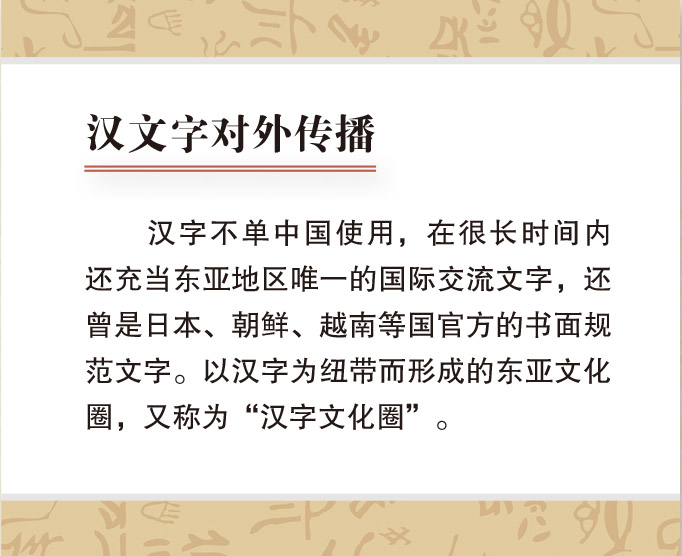 汉文字对外传播
汉字不单中国使用，在很长时间内
还充当东亚地区唯一的国际交流文字，还
曾是日本、朝鲜、越南等国官方的书面规
范文字。以汉字为纽带而形成的东亚文化
圈，又称为“汉字文化圈”。